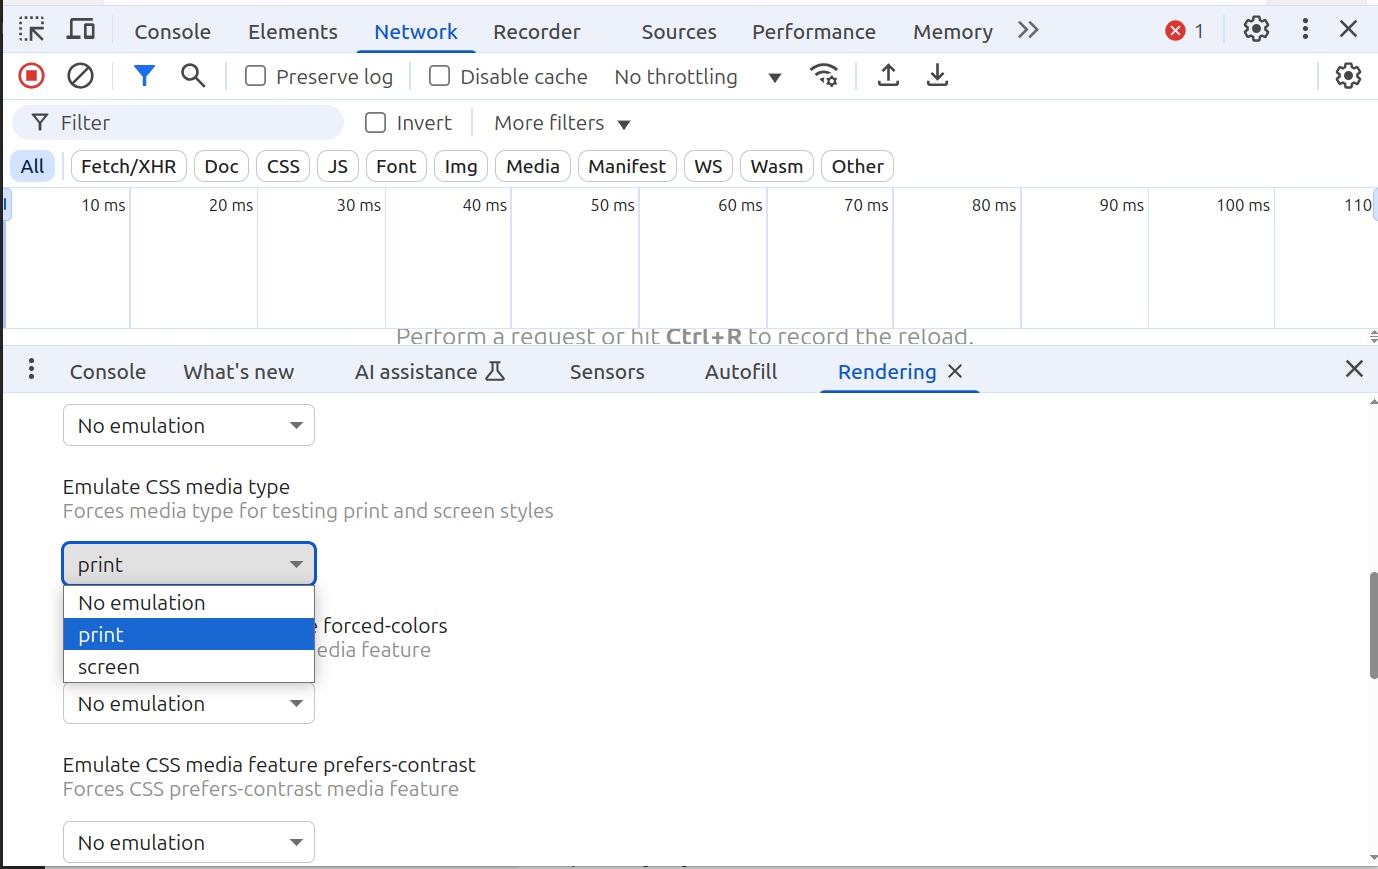 Console Elements Network Recorder Sources Performance Memory 1
Preserve log Disable cache No throttling
Filter Invert More filters
All Fetch/XHR Doc CSS JS Font Img Media Manifest WS Wasm Other
10 ms 20 ms 30 ms 40 ms 50 ms 60 ms 70 ms 80 ms 90 ms 100 ms 110
Perform a request or hit Ctrl+R to record the reload.
Console What's new AI assistance Sensors Autofill Rendering
No emulation
Emulate CSS media type
Forces media type for testing print and screen styles
print
No emulation
forced-colors
print
edia feature
screen
No emulation
Emulate CSS media feature prefers-contrast
Forces CSS prefers-contrast media feature
No emulation